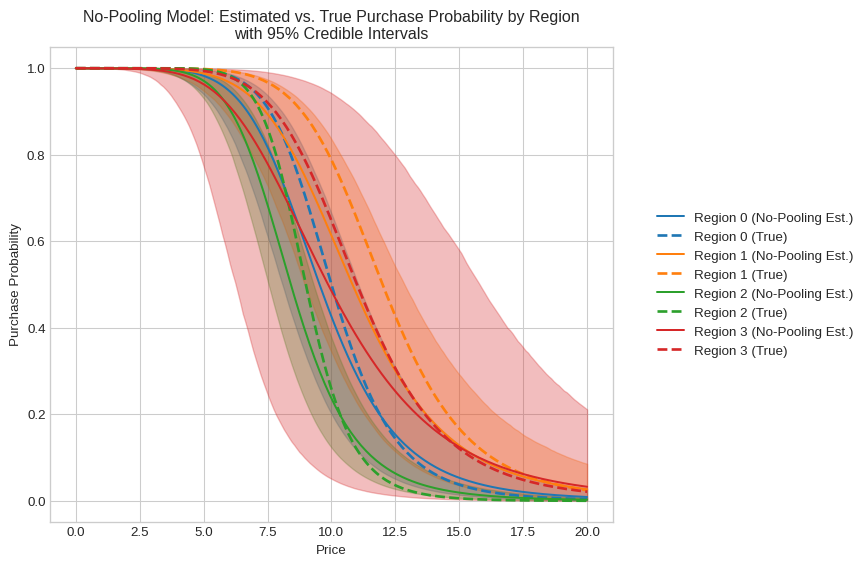 No-Pooling Model: Estimated vs. True Purchase Probability by Region
with 95% Credible Intervals
Purchase Probability
1.0
0.8
0.6
0.4
0.2
0.0
0.0 2.5 5.0 7.5 10.0 12.5 15.0 17.5 20.0
Price
Region 0 (No-Pooling Est.)
Region 0 (True)
Region 1 (No-Pooling Est.)
Region 1 (True)
Region 2 (No-Pooling Est.)
Region 2 (True)
Region 3 (No-Pooling Est.)
Region 3 (True)